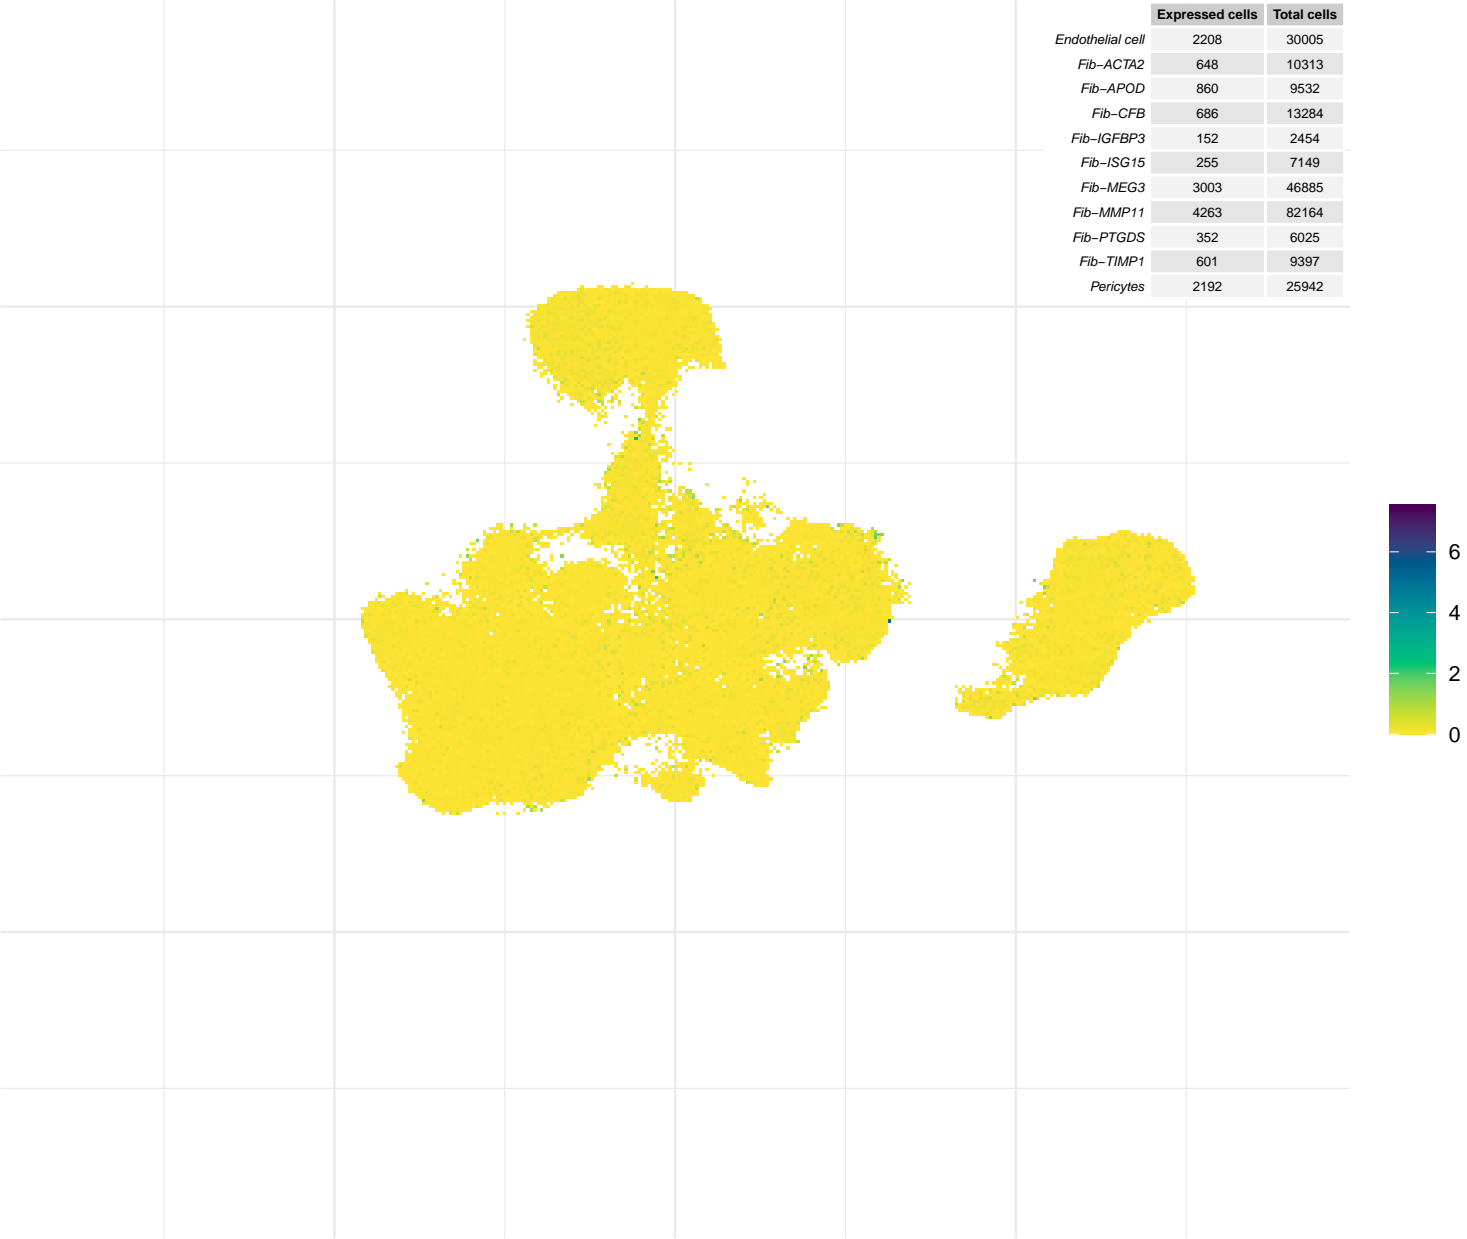 Expressed cells Total cells
Endothelial cell 2208 30005
Fib−ACTA2 648 10313
Fib−APOD 860 9532
Fib−CFB 686 13284
Fib−IGFBP3 152 2454
Fib−ISG15 255 7149
Fib−MEG3 3003 46885
Fib−MMP11 4263 82164
Fib−PTGDS 352 6025
Fib−TIMP1 601 9397
Pericytes 2192 25942
6
4
2
0